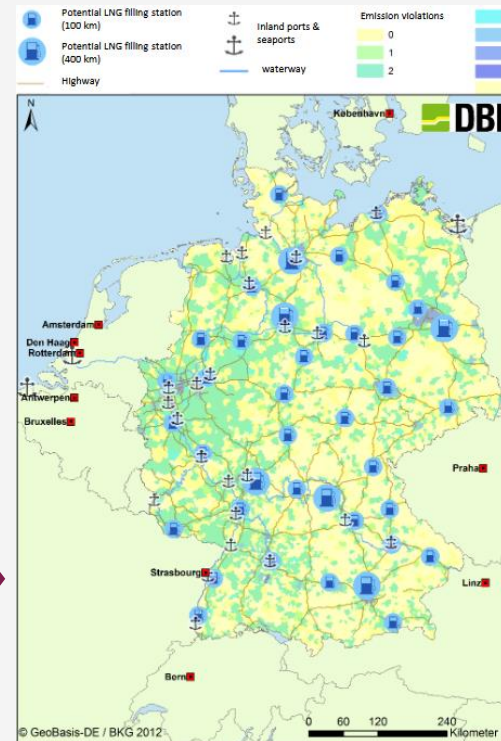 Potential LNG filling station
(100 km)
Potential LNG filling station
(400 km)
Highway
Inland ports &
seaports
waterway
Emission violations
0
1
2
N
DBI
København
Amsterdam
Den Haag
Rotterdam
Antwerpen
Bruxelles
Praha
Strasbourg
Linz
Bern
© GeoBasis-DE / BKG 2012
0 60 120 240
Kilometer